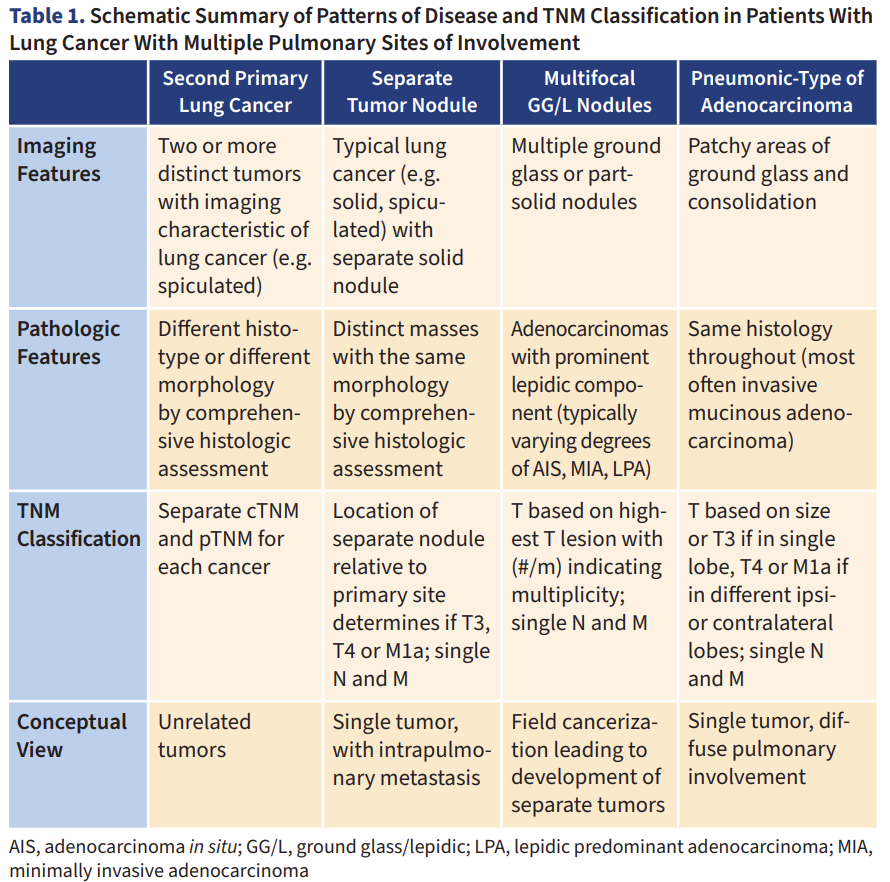 Table 1. Schematic Summary of Patterns of Disease and TNM Classification in Patients With
Lung Cancer With Multiple Pulmonary Sites of Involvement
Second Primary
Lung Cancer
Separate
Tumor Nodule
Multifocal
GG/L Nodules
Pneumonic-Type of
Adenocarcinoma
Imaging
Features
Two or more
distinct tumors
with imaging
characteristic of
lung cancer (e.g.
spiculated)
Typical lung
cancer (e.g.
solid, spicu-
lated) with
separate solid
nodule
Multiple ground
glass or part-
solid nodules
Patchy areas of
ground glass and
consolidation
Pathologic
Features
Different histo-
type or different
morphology
by comprehen-
sive histologic
assessment
Distinct masses
with the same
morphology
by comprehen-
sive histologic
assessment
Adenocarcinomas
with prominent
lepidic compo-
nent (typically
varying degrees
of AIS, MIA, LPA)
Same histology
throughout (most
often invasive
mucinous adeno-
carcinoma)
TNM
Classification
Separate cTNM
and pTNM for
each cancer
Location of
separate nodule
relative to
primary site
determines if T3,
T4 or M1a; single
N and M
T based on high-
est T lesion with
(#/m) indicating
multiplicity;
single N and M
T based on size
or T3 if in single
lobe, T4 or M1a if
in different ipsi-
or contralateral
lobes; single N
and M
Conceptual
View
Unrelated
tumors
Single tumor,
with intrapulmo-
nary metastasis
Field canceriza-
tion leading to
development of
separate tumors
Single tumor, dif-
fuse pulmonary
involvement
AIS, adenocarcinoma in situ; GG/L, ground glass/lepidic; LPA, lepidic predominant adenocarcinoma; MIA,
minimally invasive adenocarcinoma